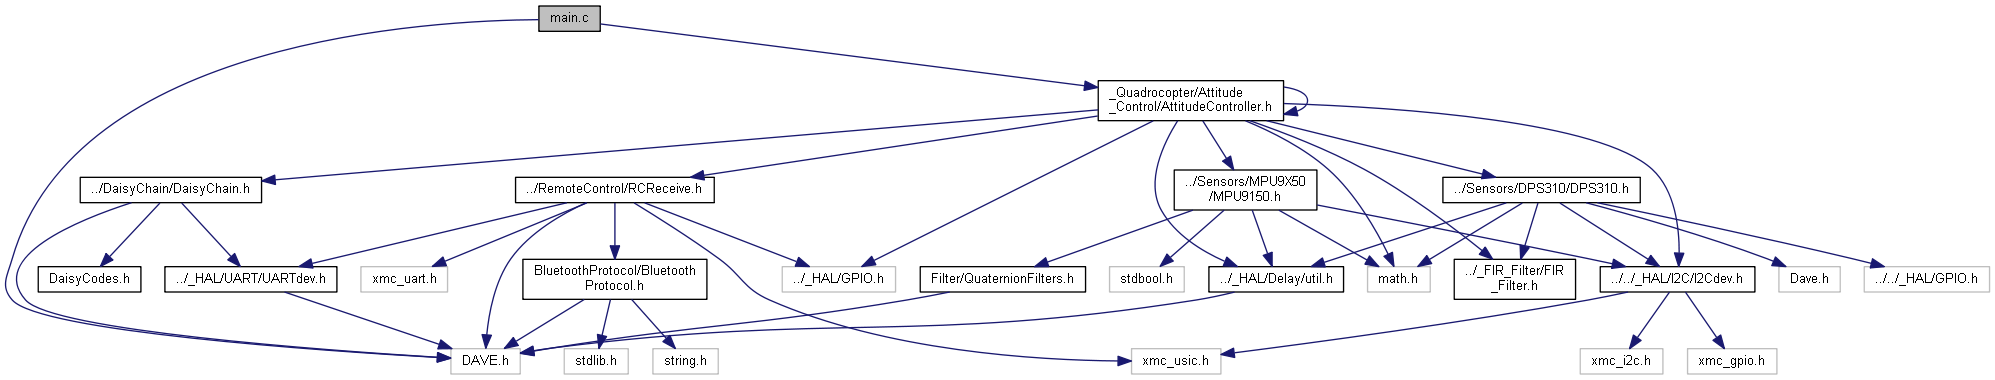 main.c
_Quadrocopter/Attitude
_Control/AttitudeController.h
../DaisyChain/DaisyChain.h
../RemoteControl/RCReceive.h
../Sensors/MPU9X50
/MPU9150.h
../Sensors/DPS310/DPS310.h
DaisyCodes.h
../_HAL/UART/UARTdev.h
xmc_uart.h
BluetoothProtocol/Bluetooth
Protocol.h
../_HAL/GPIO.h
Filter/QuaternionFilters.h
stdbool.h
../_HAL/Delay/util.h
math.h
../_FIR_Filter/FIR
_Filter.h
../../_HAL/I2C/I2Cdev.h
Dave.h
../../_HAL/GPIO.h
DAVE.h
stdlib.h
string.h
xmc_usic.h
xmc_i2c.h
xmc_gpio.h